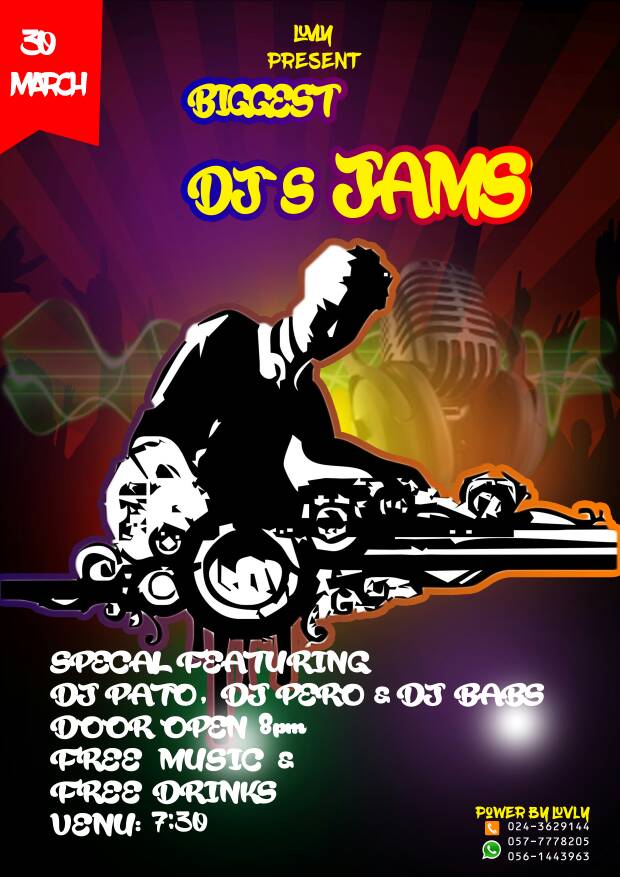 30
MARCH
LUVLY
PRESENT
BIGGEST
DJ'S JAMS
SPECAL FEATURING
DJ PATO, DJ PERO & DJ BABS
DOOR OPEN 8pm
FREE MUSIC &
FREE DRINKS
VENU: 7:30
POWER BY LUVLY
024-3629144
057-7778205
056-1443963